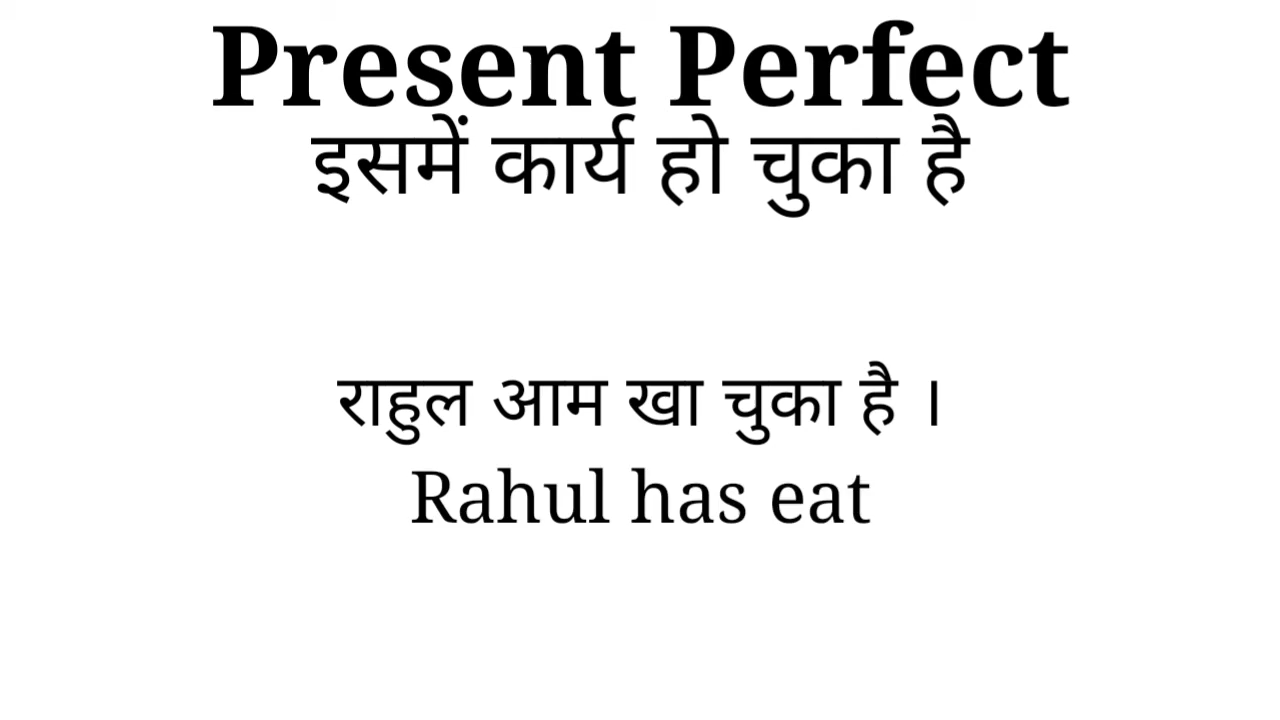 Present Perfect
इसमें कार्य हो चुका है
राहुल आम खा चुका है ।
Rahul has eat